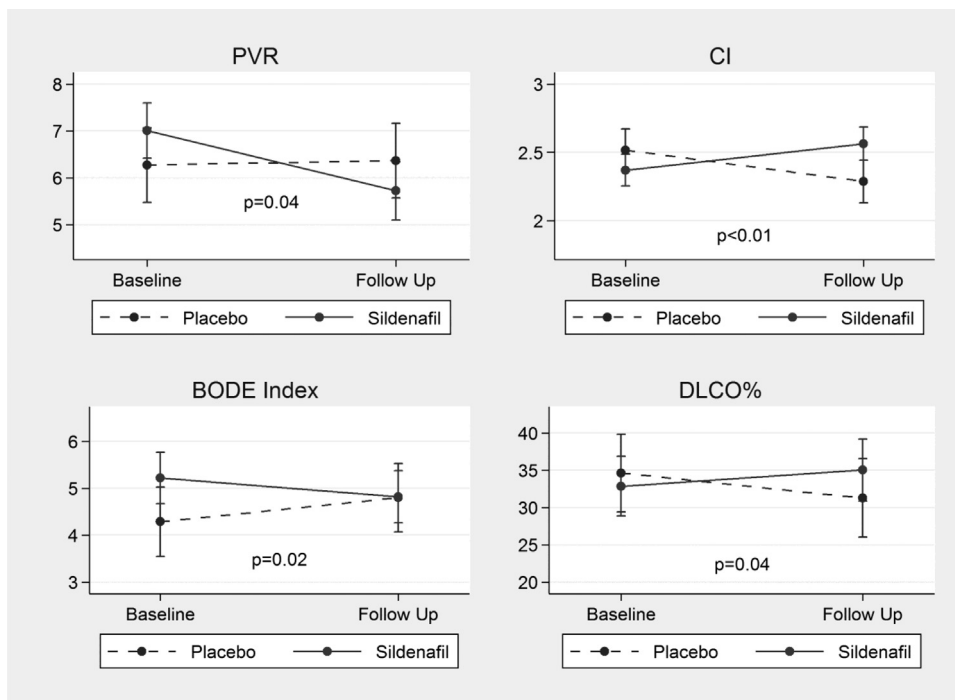 PVR
8
7
6
5
p=0.04
Baseline Follow Up
Placebo Sildenafil
CI
3
2.5
2
p<0.01
Baseline Follow Up
Placebo Sildenafil
BODE Index
6
5
4
3
p=0.02
Baseline Follow Up
Placebo Sildenafil
DLCO%
40
35
30
25
20
p=0.04
Baseline Follow Up
Placebo Sildenafil